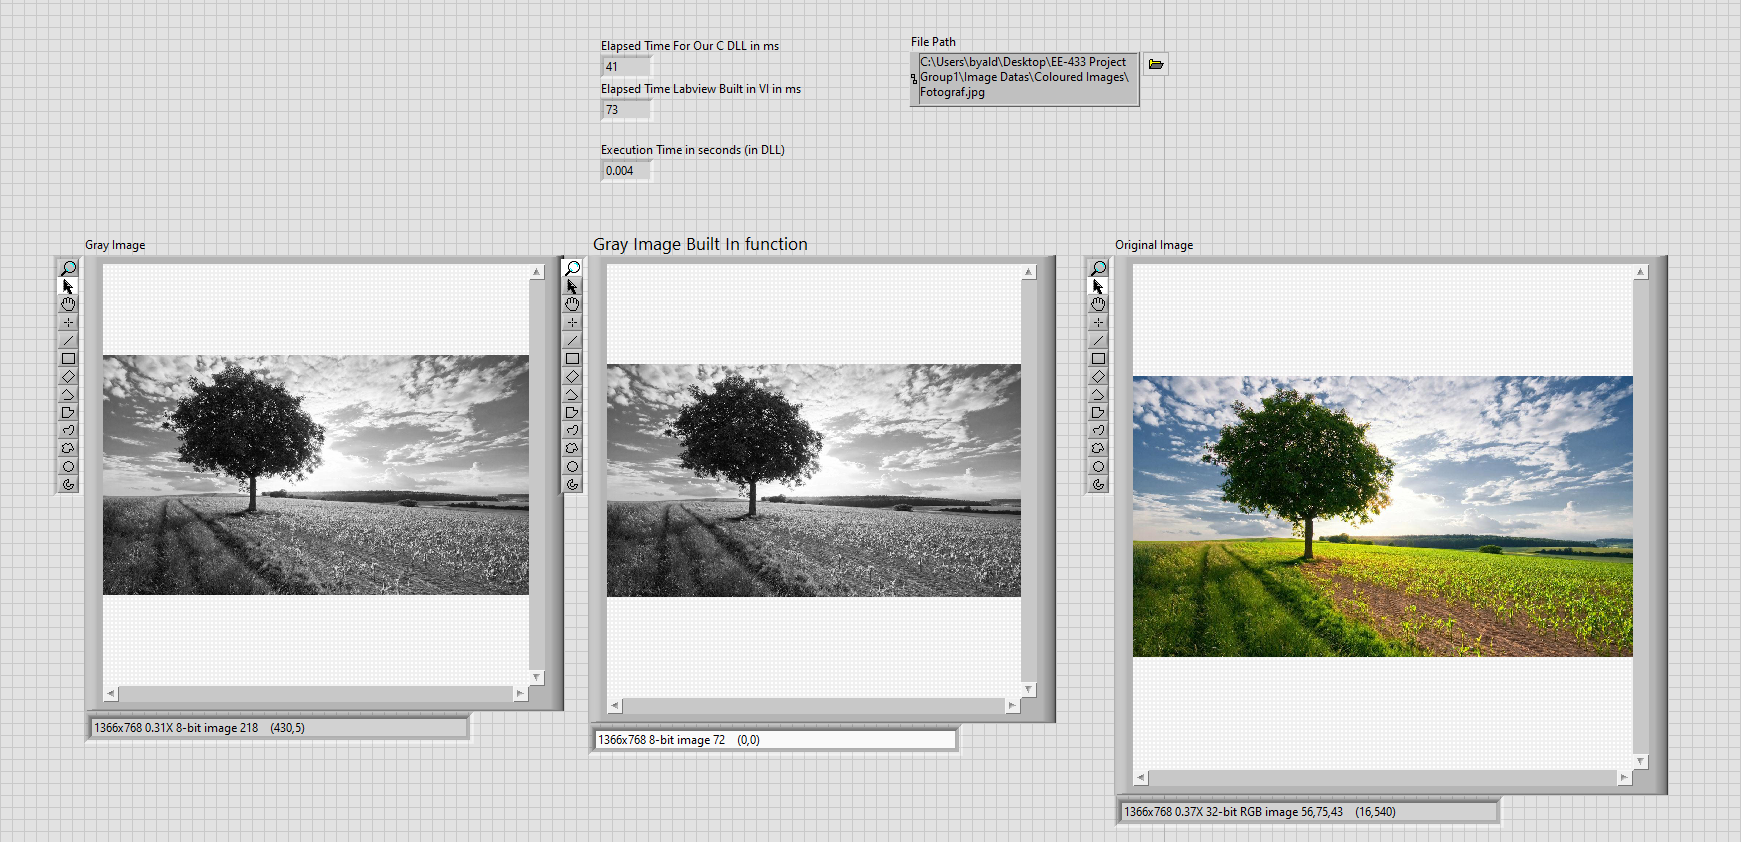 Elapsed Time For Our C DLL in ms
41
Elapsed Time Labview Built in VI in ms
73
Execution Time in seconds (in DLL)
0.004
File Path
C:\Users\byald\Desktop\EE-433 Project
Group1\Image Datas\Coloured Images\
Fotograf.jpg
Gray Image
1366x768 0.31X 8-bit image 218    (430,5)
Gray Image Built In function
1366x768 8-bit image 72    (0,0)
Original Image
1366x768 0.37X 32-bit RGB image 56,75,43    (16,540)